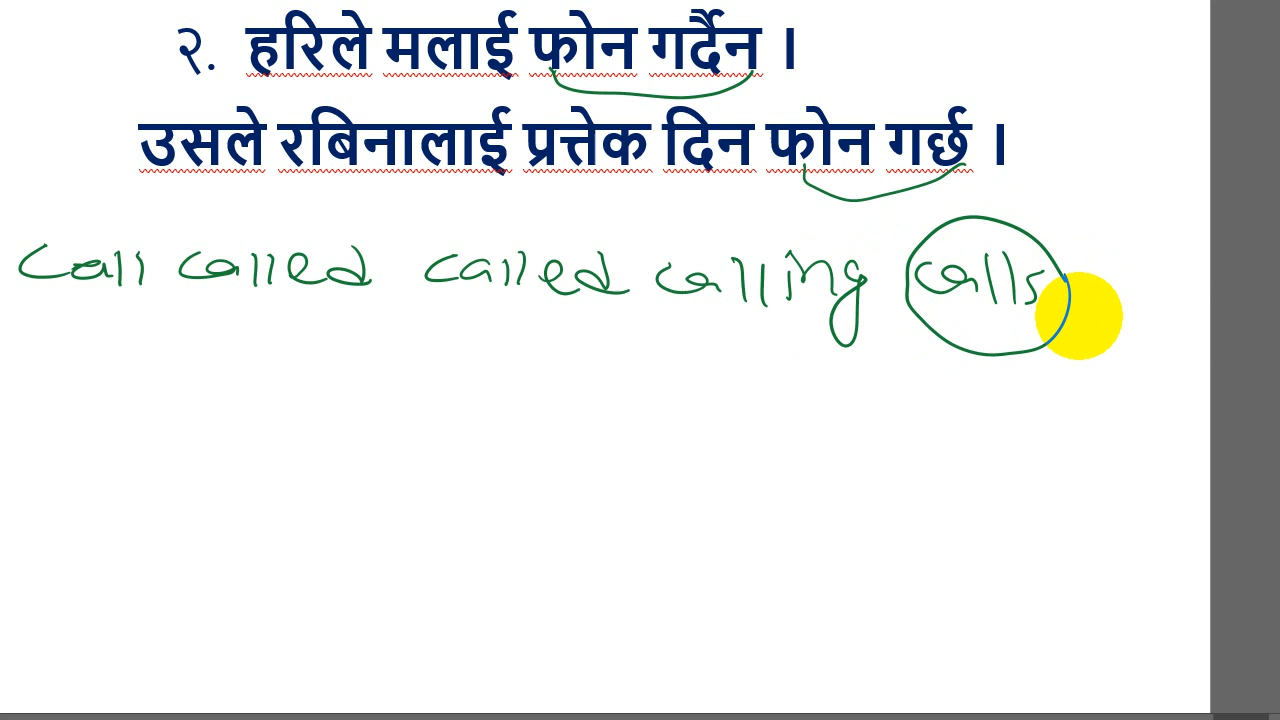 २. हरिले मलाई फोन गर्दैन ।
उसले रबिनालाई प्रत्तेक दिन फोन गर्छ ।
call called called calling calls